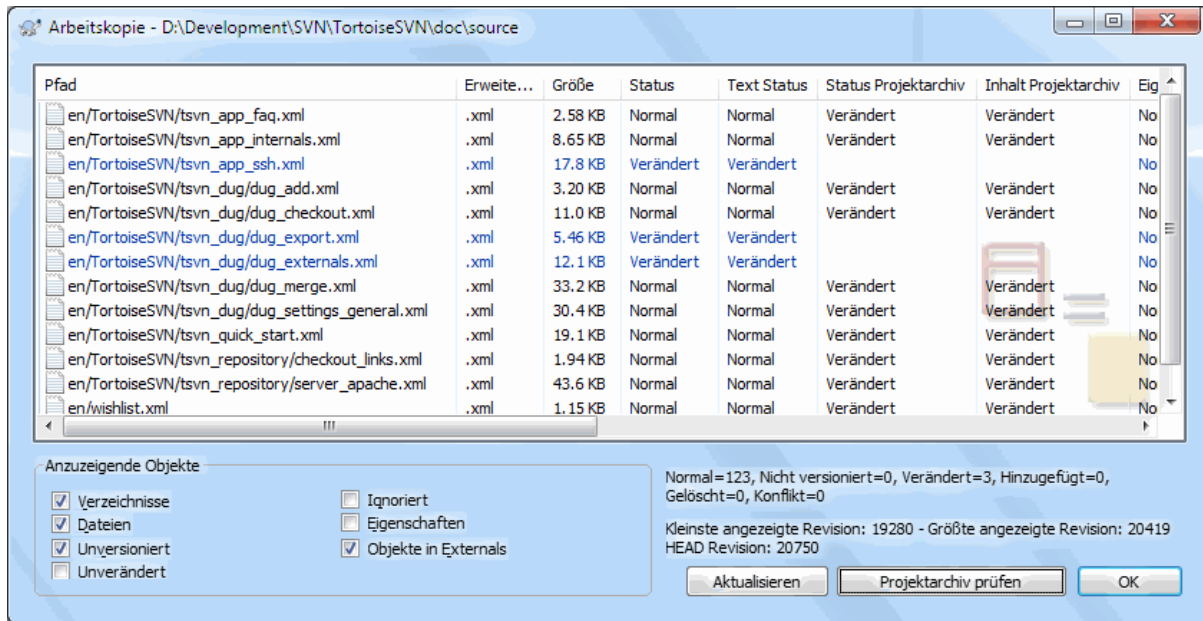 Arbeitskopie - D:\Development\SVN\TortoiseSVN\doc\source
Pfad Erweite... Größe Status Text Status Status Projektarchiv Inhalt Projektarchiv Eig
en/TortoiseSVN/tsvn_app_faq.xml .xml 2.58 KB Normal Normal Verändert Verändert No
en/TortoiseSVN/tsvn_app_internals.xml .xml 8.65 KB Normal Normal Verändert Verändert No
en/TortoiseSVN/tsvn_app_ssh.xml .xml 17.8 KB Verändert Verändert No
en/TortoiseSVN/tsvn_dug/dug_add.xml .xml 3.20 KB Normal Normal Verändert Verändert No
en/TortoiseSVN/tsvn_dug/dug_checkout.xml .xml 11.0 KB Normal Normal Verändert Verändert No
en/TortoiseSVN/tsvn_dug/dug_export.xml .xml 5.46 KB Verändert Verändert No
en/TortoiseSVN/tsvn_dug/dug_externals.xml .xml 12.1 KB Verändert Verändert No
en/TortoiseSVN/tsvn_dug/dug_merge.xml .xml 33.2 KB Normal Normal Verändert Verändert No
en/TortoiseSVN/tsvn_dug/dug_settings_general.xml .xml 30.4 KB Normal Normal Verändert Verändert No
en/TortoiseSVN/tsvn_quick_start.xml .xml 19.1 KB Normal Normal Verändert Verändert No
en/TortoiseSVN/tsvn_repository/checkout_links.xml .xml 1.94 KB Normal Normal Verändert Verändert No
en/TortoiseSVN/tsvn_repository/server_apache.xml .xml 43.6 KB Normal Normal Verändert Verändert No
en/wishlist.xml .xml 1.15 KB Normal Normal Verändert Verändert No
Anzuzeigende Objekte
Verzeichnisse
Dateien
Unversioniert
Unverändert
Ignoriert
Eigenschaften
Objekte in Externals
Normal=123, Nicht versioniert=0, Verändert=3, Hinzugefügt=0,
Gelöscht=0, Konflikt=0
Kleinste angezeigte Revision: 19280 - Größte angezeigte Revision: 20419
HEAD Revision: 20750
Aktualisieren
Projektarchiv prüfen
OK